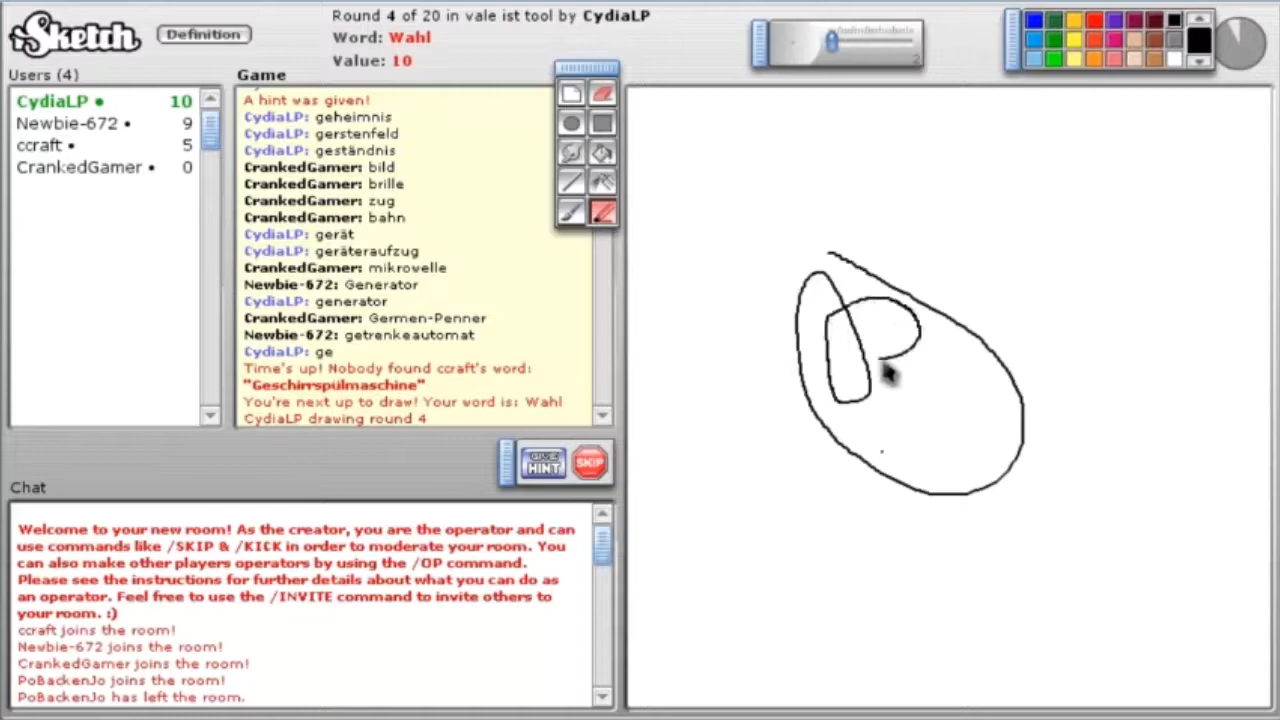 iSketch
Definition
Round 4 of 20 in vale ist tool by CydiaLP
Word: Wahl
Value: 10
2
Users (4)
CydiaLP • 10
Newbie-672 • 9
ccraft • 5
CrankedGamer • 0
Game
A hint was given!
CydiaLP: geheimnis
CydiaLP: gerstenfeld
CydiaLP: geständnis
CrankedGamer: bild
CrankedGamer: brille
CrankedGamer: zug
CrankedGamer: bahn
CydiaLP: gerät
CydiaLP: geräteraufzug
CrankedGamer: mikrovelle
Newbie-672: Generator
CydiaLP: generator
CrankedGamer: Germen-Penner
Newbie-672: getrenkeautomat
CydiaLP: ge
Time's up! Nobody found ccraft's word:
"Geschirrspülmaschine"
You're next up to draw! Your word is: Wahl
CydiaLP drawing round 4
GIVE
HINT
SKIP
Chat
Welcome to your new room! As the creator, you are the operator and can
use commands like /SKIP & /KICK in order to moderate your room. You
can also make other players operators by using the /OP command.
Please see the instructions for further details about what you can do as
an operator. Feel free to use the /INVITE command to invite others to
your room. :)
ccraft joins the room!
Newbie-672 joins the room!
CrankedGamer joins the room!
PoBackenJo joins the room!
PoBackenJo has left the room.